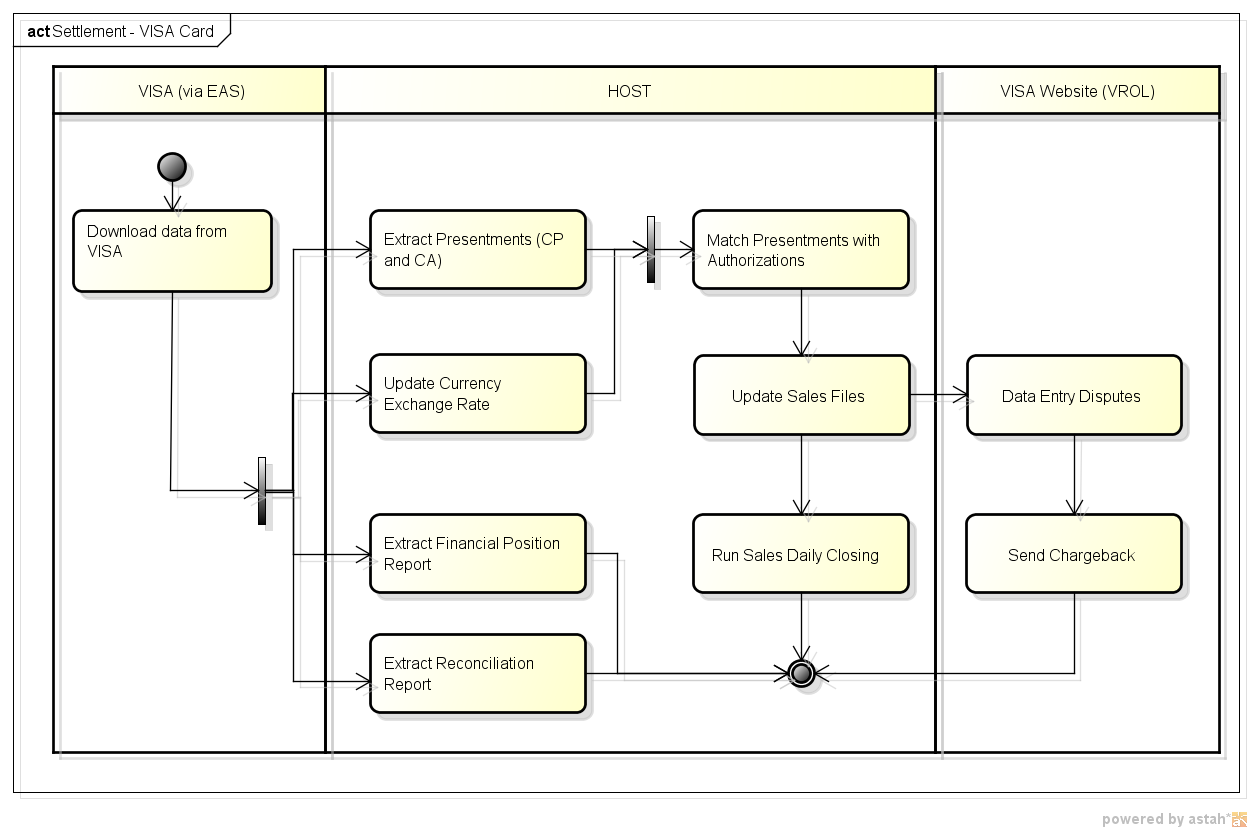 act Settlement - VISA Card
VISA (via EAS)
HOST
VISA Website (VROL)
Download data from
VISA
Extract Presentments (CP
and CA)
Match Presentments with
Authorizations
Update Currency
Exchange Rate
Update Sales Files
Data Entry Disputes
Extract Financial Position
Report
Run Sales Daily Closing
Send Chargeback
Extract Reconciliation
Report
powered by astah*